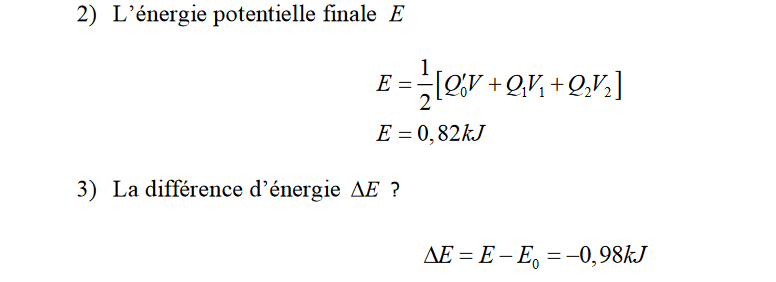 2) L’énergie potentielle finale E
E = 1/2 [Q₀′V + Q₁V₁ + Q₂V₂]
E = 0,82kJ
3) La différence d’énergie ΔE ?
ΔE = E − E₀ = −0,98kJ